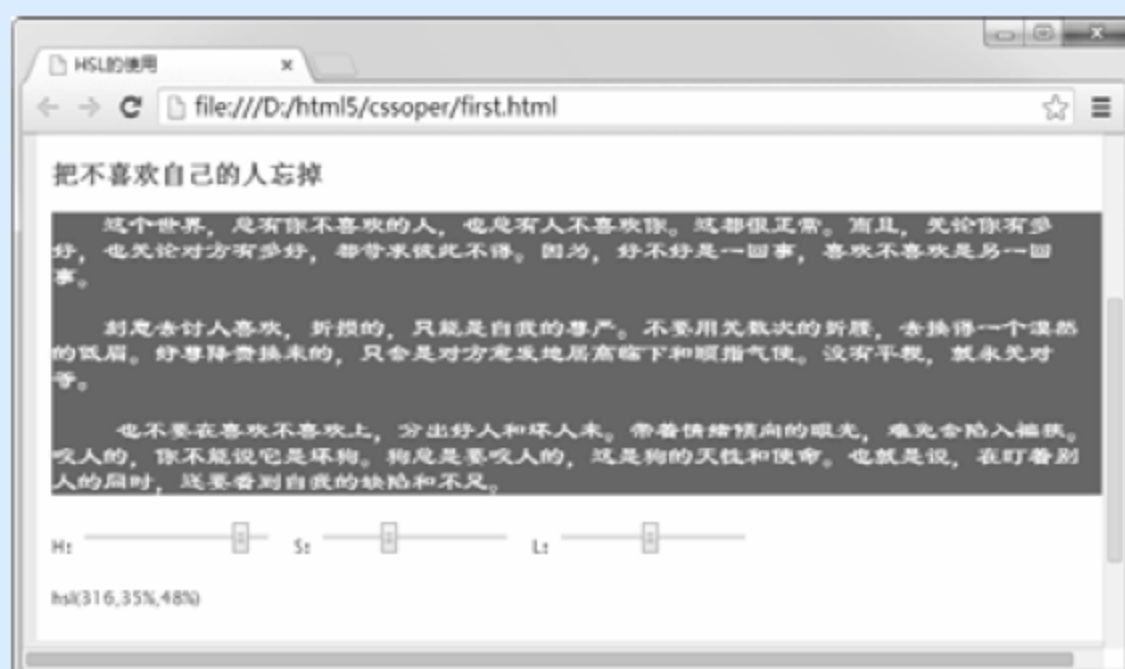 HSL的使用
file:///D:/html5/cssoper/first.html
把不喜欢自己的人忘掉
这个世界，总有你不喜欢的人，也总有人不喜欢你。这都很正常。而且，无论你有多
好，也无论对方有多好，都苛求彼此不得。因为，好不好是一回事，喜欢不喜欢是另一回
事。
刻意去讨人喜欢，折损的，只能是自我的尊严。不要用无数次的折腰，去换得一个漠然
的低眉。纡尊降贵换来的，只会是对方愈发地居高临下和颐指气使。没有平视，就永无对
等。
也不要在喜欢不喜欢上，分出好人和坏人来。带着情绪倾向的眼光，难免会陷入褊狭。
咬人的，你不能说它是坏狗。狗总是要咬人的，这是狗的天性和使命。也就是说，在盯着别
人的同时，还要看到自我的缺陷和不足。
H: S: L:
hsl(316,35%,48%)